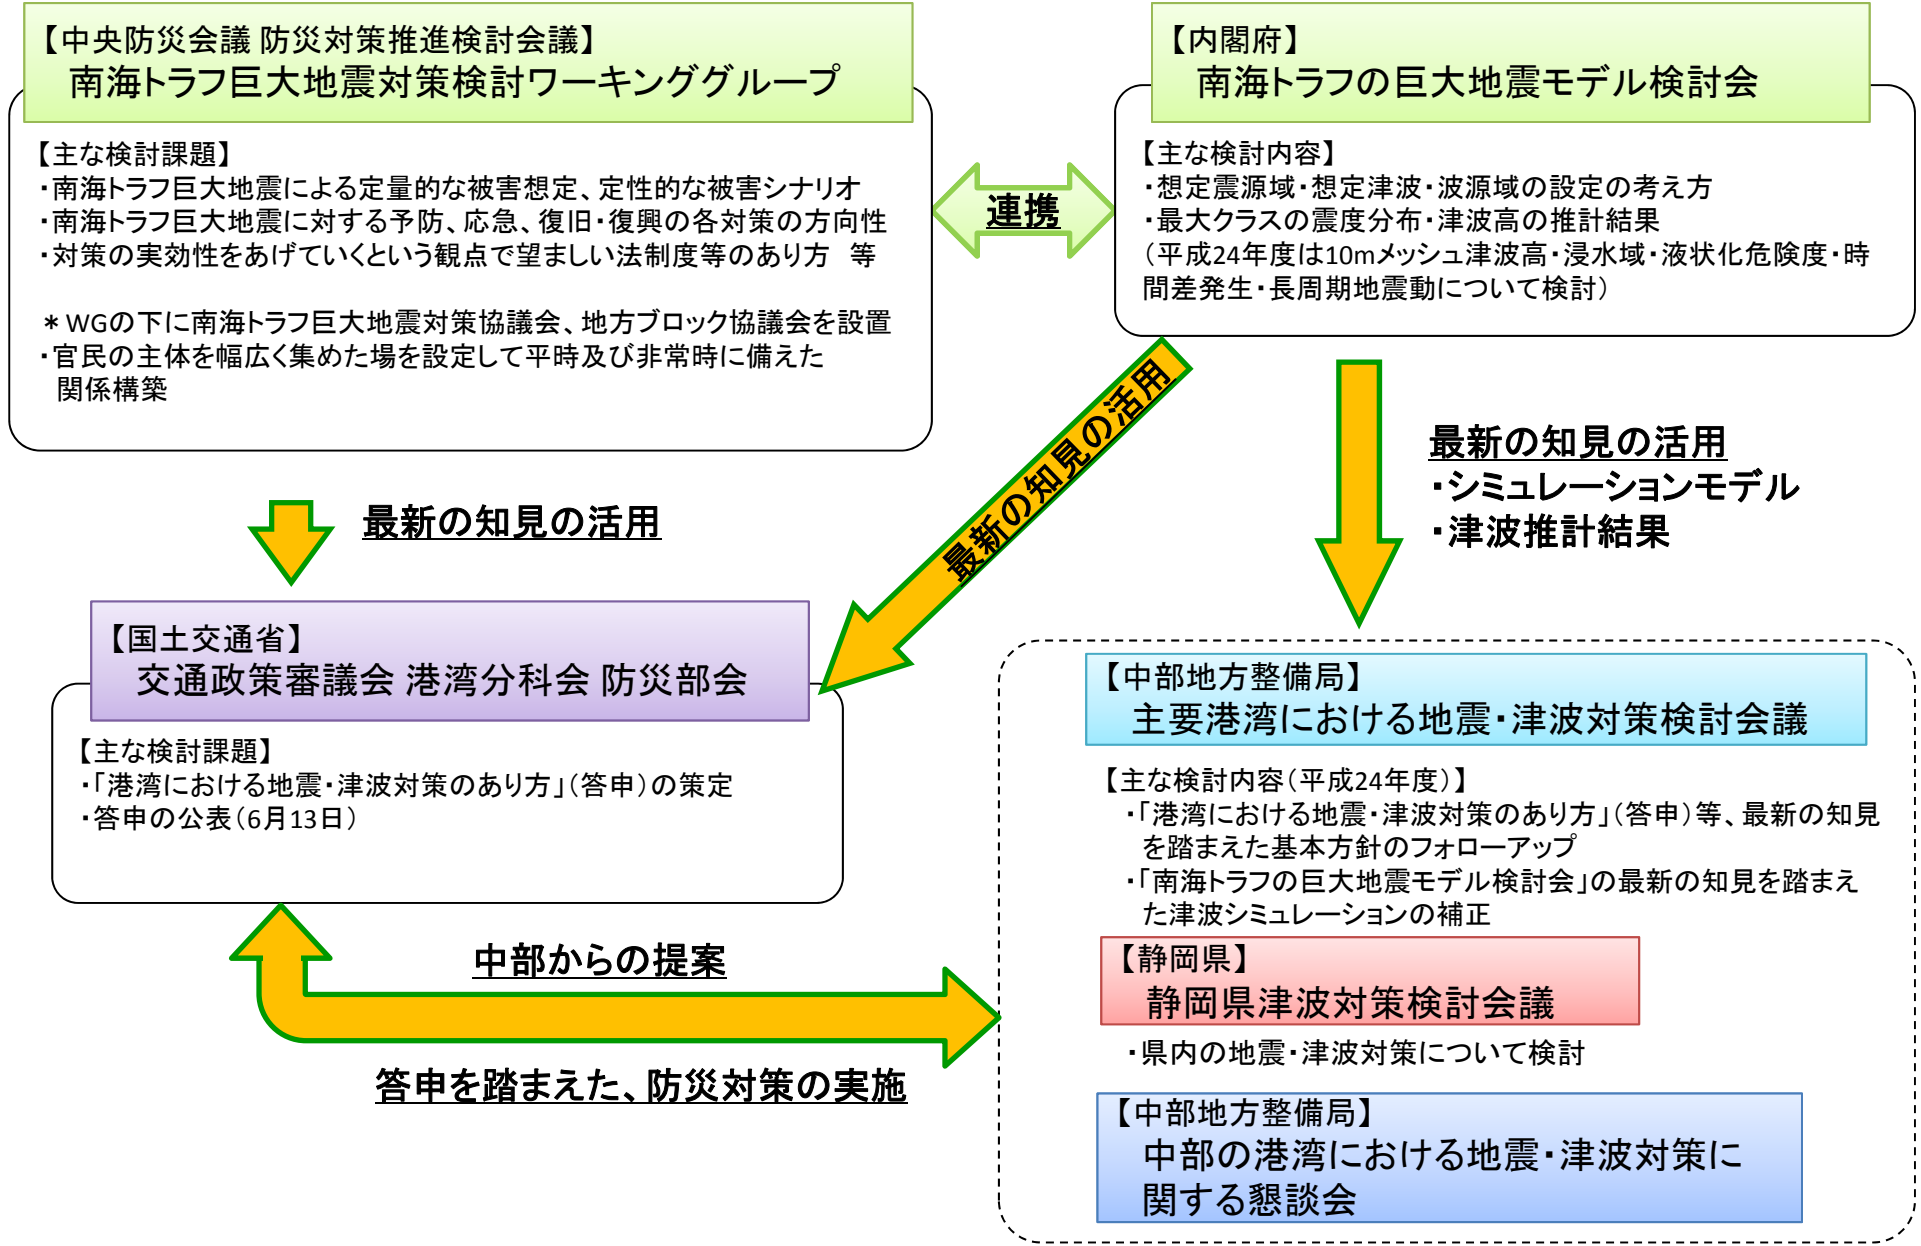 【中央防災会議 防災対策推進検討会議】
南海トラフ巨大地震対策検討ワーキンググループ
【主な検討課題】
・南海トラフ巨大地震による定量的な被害想定、定性的な被害シナリオ
・南海トラフ巨大地震に対する予防、応急、復旧・復興の各対策の方向性
・対策の実効性をあげていくという観点で望ましい法制度等のあり方　等
＊WGの下に南海トラフ巨大地震対策協議会、地方ブロック協議会を設置
・官民の主体を幅広く集めた場を設定して平時及び非常時に備えた
関係構築
連携
【内閣府】
南海トラフの巨大地震モデル検討会
【主な検討内容】
・想定震源域・想定津波・波源域の設定の考え方
・最大クラスの震度分布・津波高の推計結果
（平成24年度は10mメッシュ津波高・浸水域・液状化危険度・時
間差発生・長周期地震動について検討）
最新の知見の活用
最新の知見の活用
最新の知見の活用
・シミュレーションモデル
・津波推計結果
【国土交通省】
交通政策審議会 港湾分科会 防災部会
【主な検討課題】
・「港湾における地震・津波対策のあり方」（答申）の策定
・答申の公表（6月13日）
中部からの提案
答申を踏まえた、防災対策の実施
【中部地方整備局】
主要港湾における地震・津波対策検討会議
【主な検討内容（平成24年度）】
・「港湾における地震・津波対策のあり方」（答申）等、最新の知見
を踏まえた基本方針のフォローアップ
・「南海トラフの巨大地震モデル検討会」の最新の知見を踏まえ
た津波シミュレーションの補正
【静岡県】
静岡県津波対策検討会議
・県内の地震・津波対策について検討
【中部地方整備局】
中部の港湾における地震・津波対策に
関する懇談会